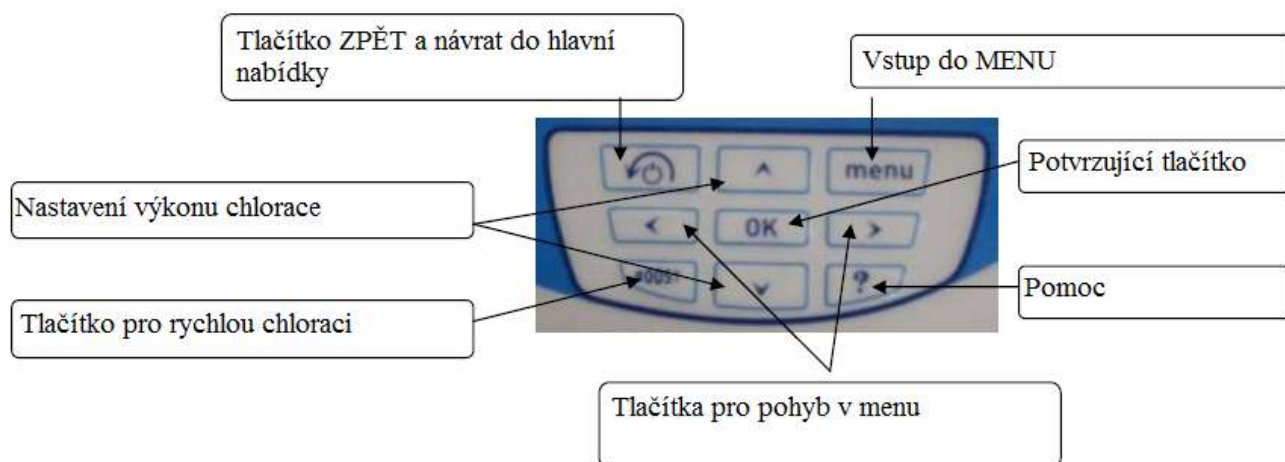 Tlačítko ZPĚT a návrat do hlavní
nabídky
Vstup do MENU
menu
Potvrzující tlačítko
Nastavení výkonu chlorace
OK
?
Pomoc
Tlačítko pro rychlou chloraci
Tlačítka pro pohyb v menu